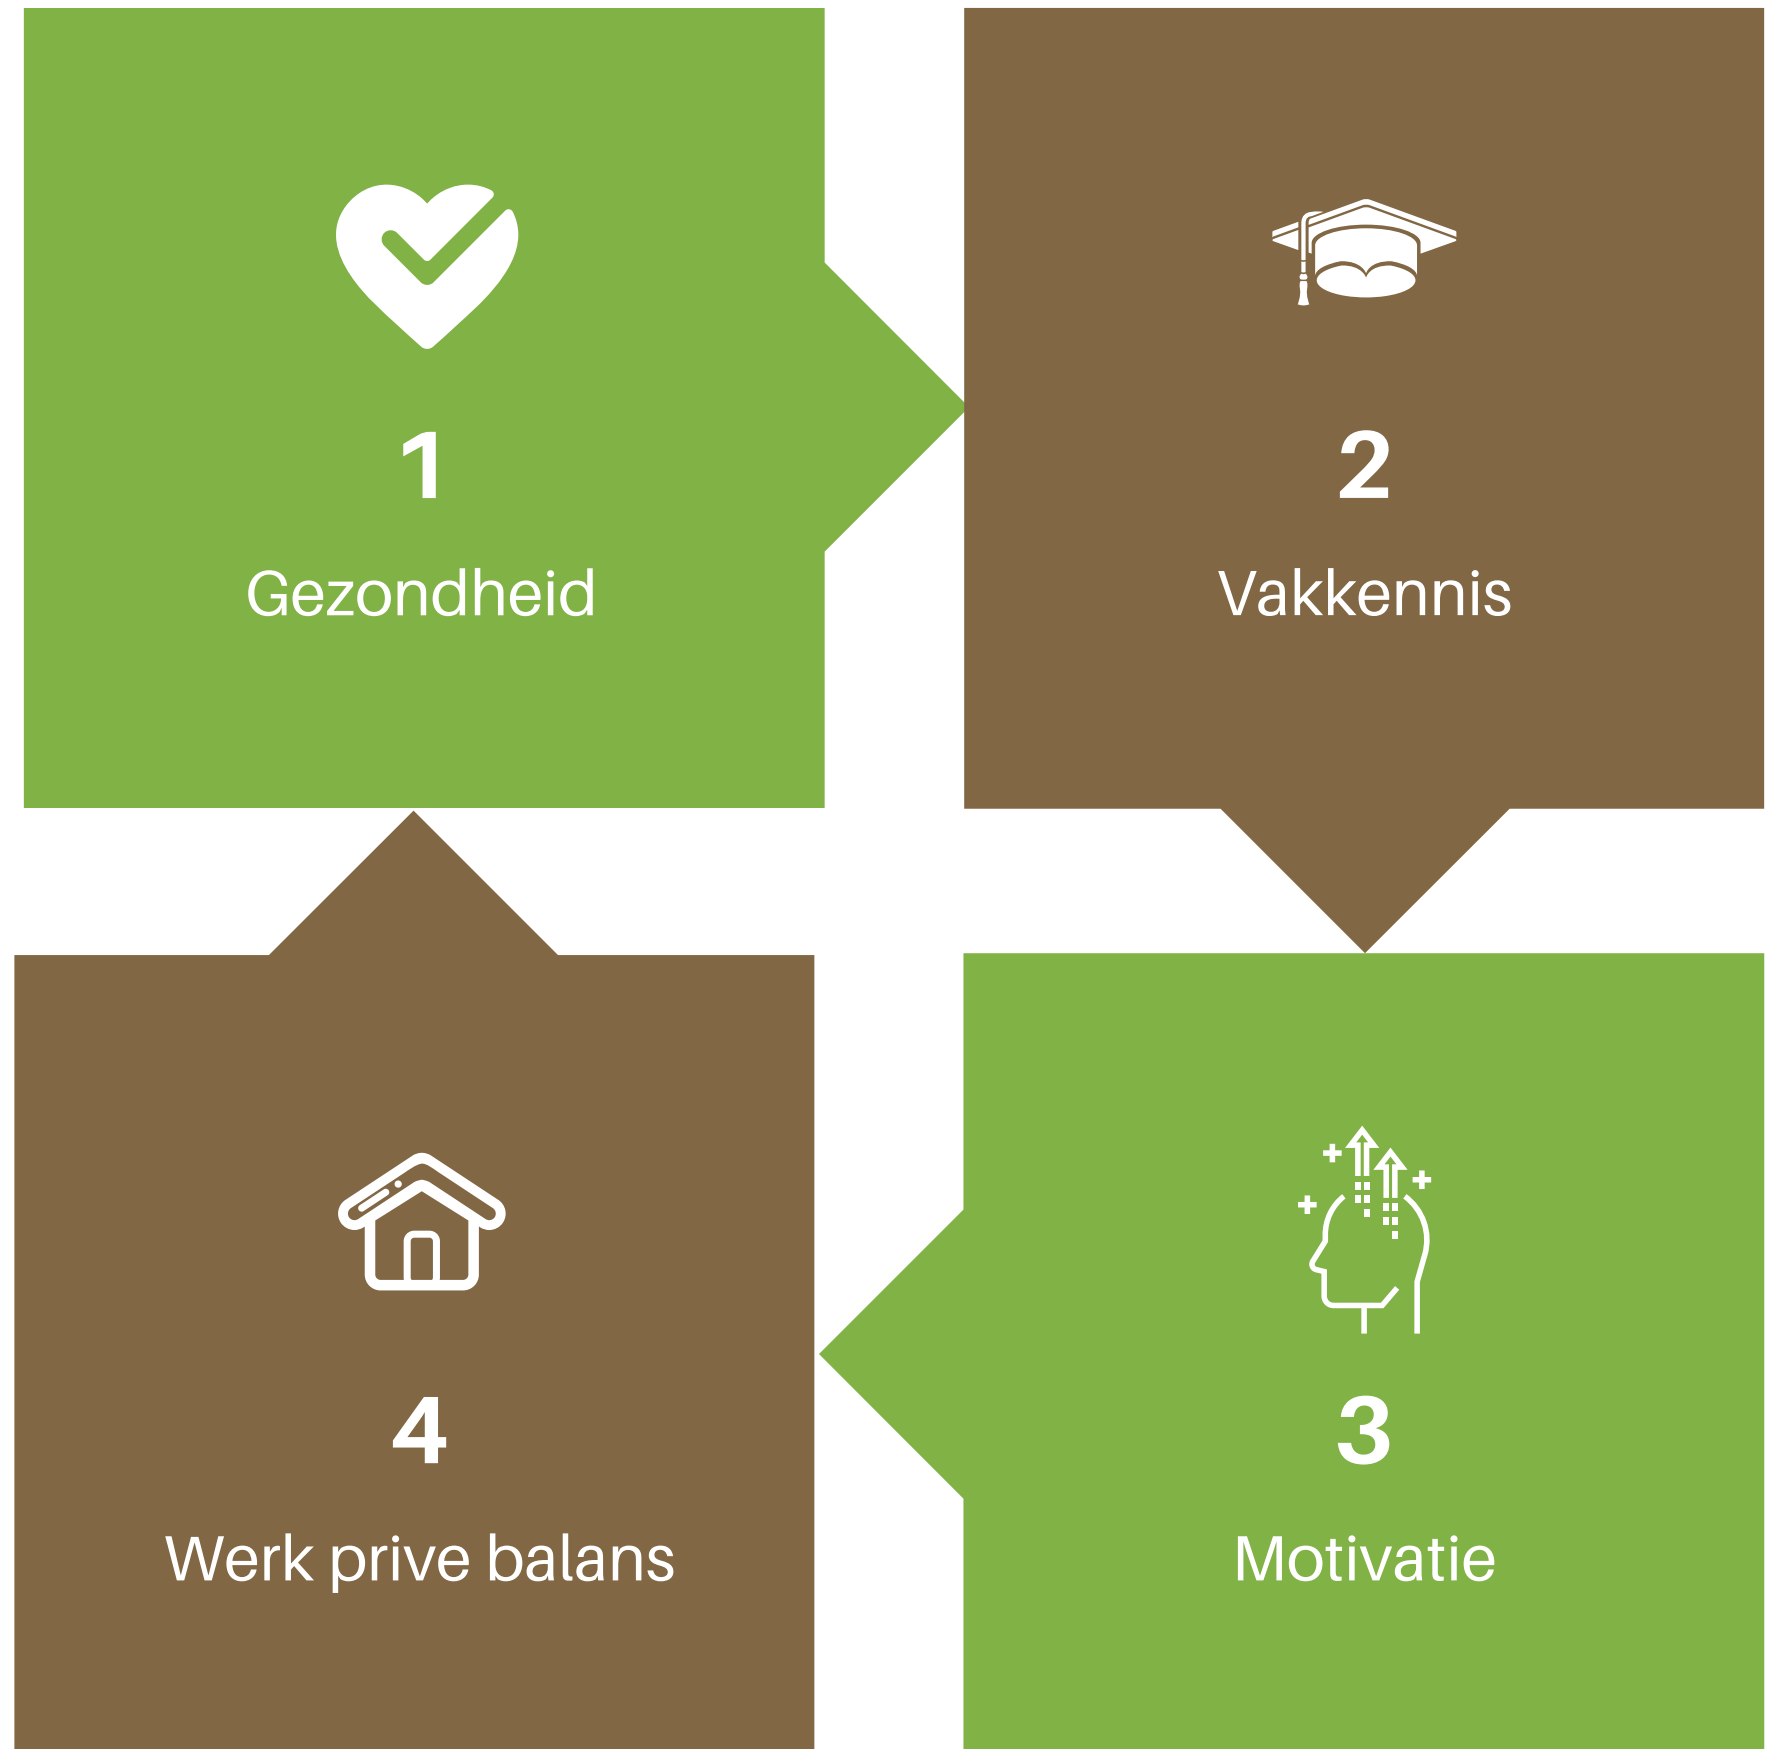 1
Gezondheid
2
Vakkennis
3
Motivatie
4
Werk prive balans